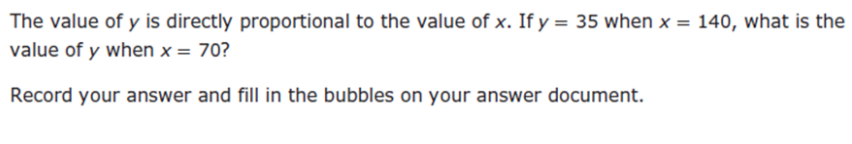 The value of y is directly proportional to the value of x. If y = 35 when x = 140, what is the
value of y when x = 70?
Record your answer and fill in the bubbles on your answer document.